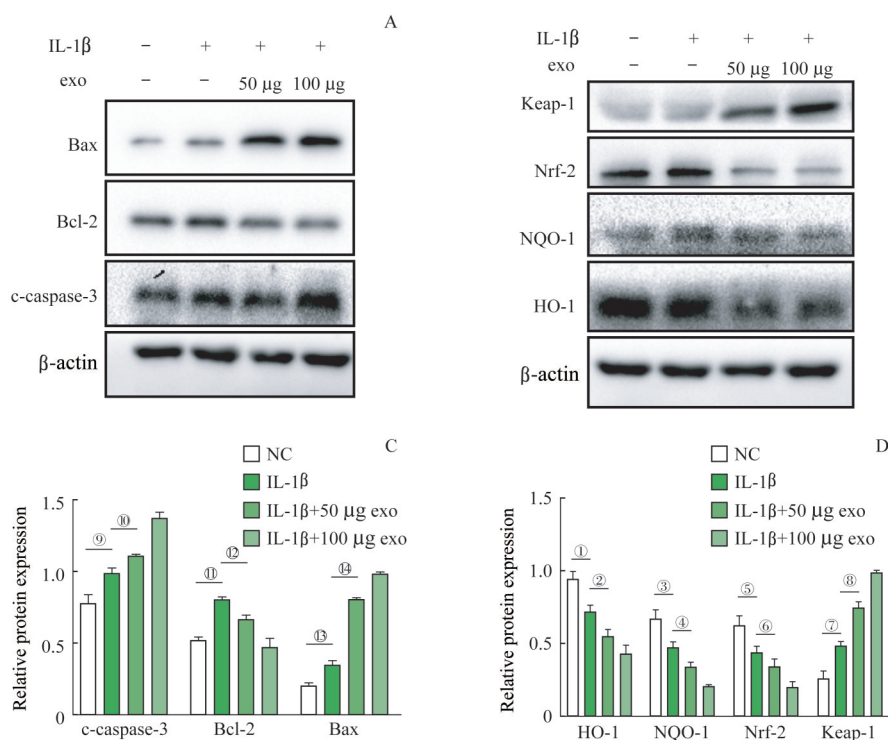 A
IL-1β - + + +
exo - - 50 μg 100 μg
Bax
Bcl-2
c-caspase-3
β-actin
IL-1β - + + +
exo - - 50 μg 100 μg
Keap-1
Nrf-2
NQO-1
HO-1
β-actin
C
NC
IL-1β
IL-1β+50 μg exo
IL-1β+100 μg exo
Relative protein expression
1.5
1.0
0.5
0
⑨ ⑩ ⑪ ⑫ ⑬ ⑭
c-caspase-3 Bcl-2 Bax
D
NC
IL-1β
IL-1β+50 μg exo
IL-1β+100 μg exo
Relative protein expression
1.5
1.0
0.5
0
① ② ③ ④ ⑤ ⑥ ⑦ ⑧
HO-1 NQO-1 Nrf-2 Keap-1